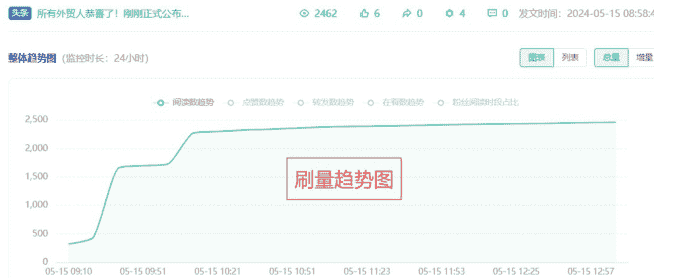 头条 所有外贸人恭喜了！刚刚正式公布... 2462 6 0 4 0 发文时间：2024-05-15 08:58:4
整体趋势图 （监控时长：24小时） 图表 列表 总量 增量
阅读数趋势 点赞数趋势 转发数趋势 在看数趋势 粉丝阅读时段占比
2,500
2,000
1,500
刷量趋势图
1,000
500
0
05-15 09:10 05-15 09:51 05-15 10:21 05-15 10:51 05-15 11:23 05-15 11:53 05-15 12:25 05-15 12:57